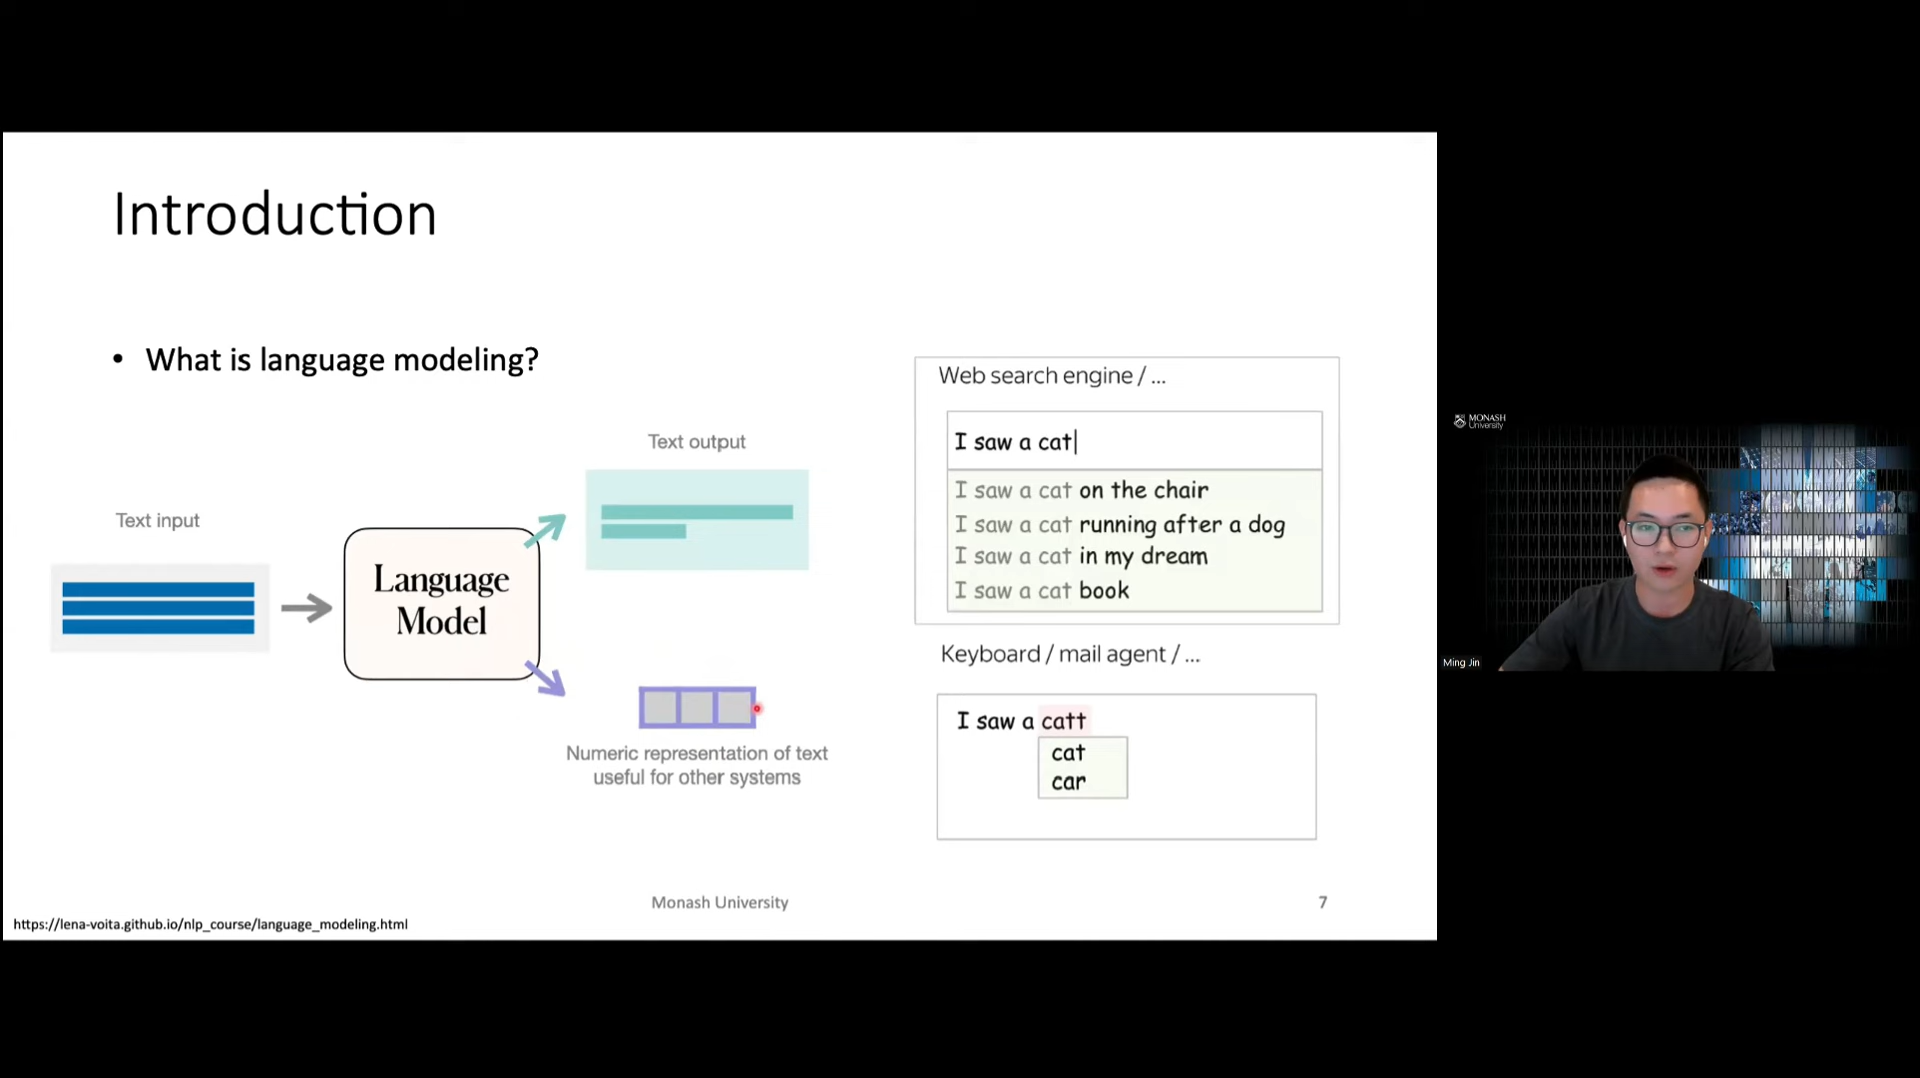 Introduction
• What is language modeling?
Text input
Language
Model
Text output
Numeric representation of text
useful for other systems
Web search engine / ...
I saw a cat
I saw a cat on the chair
I saw a cat running after a dog
I saw a cat in my dream
I saw a cat book
Keyboard / mail agent / ...
I saw a catt
cat
car
Monash University
7
https://lena-voita.github.io/nlp_course/language_modeling.html
MONASH
University
Ming Jin